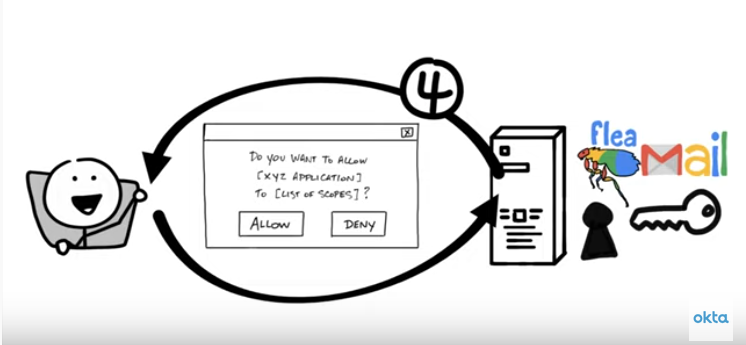 4
flea
Mail
DO YOU WANT TO ALLOW
[XYZ APPLICATION]
TO [LIST OF SCOPES]?
ALLOW DENY
okta